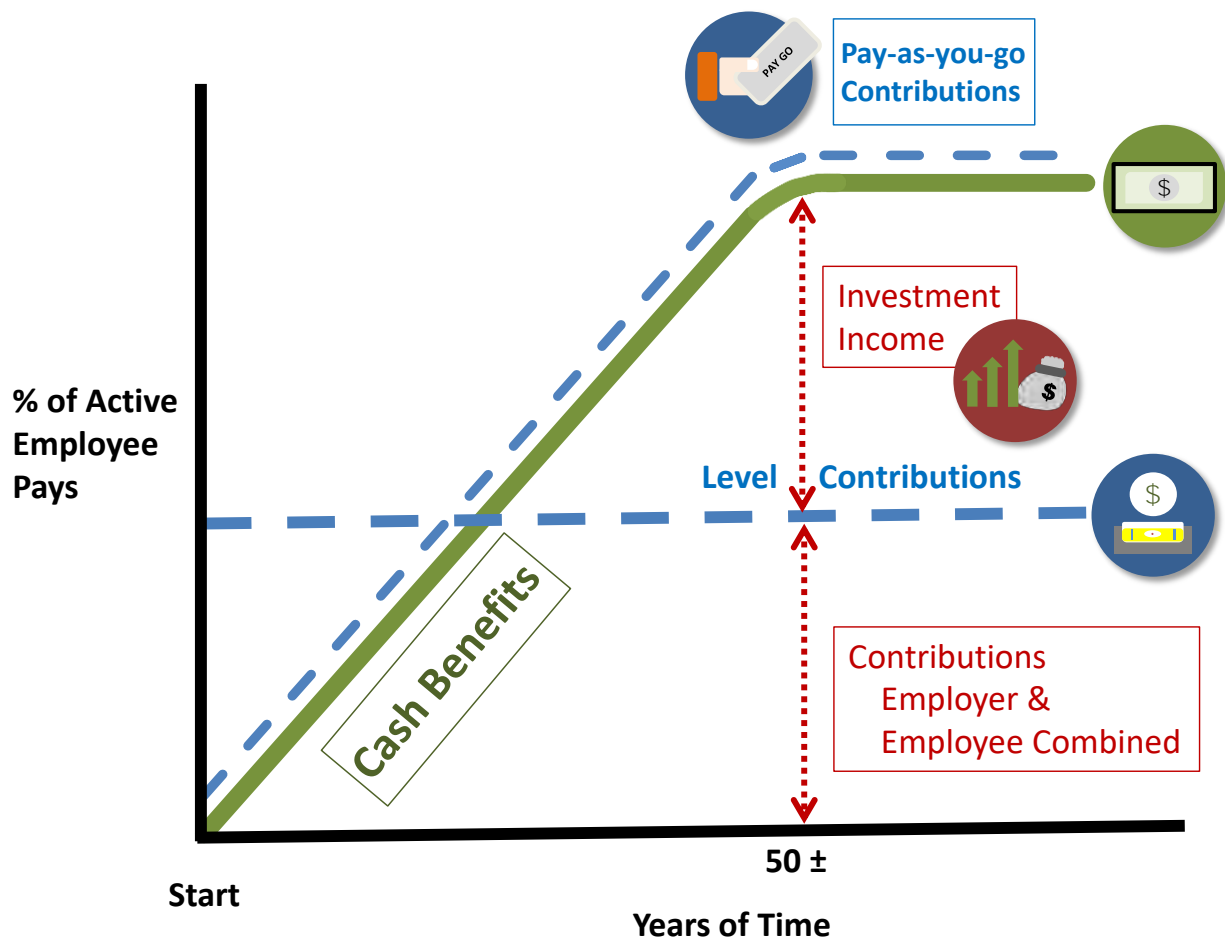 PAY GO
Pay-as-you-go
Contributions
$
Investment
Income
$
% of Active
Employee
Pays
Level Contributions
$
Cash Benefits
Contributions
Employer &
Employee Combined
50 ±
Start
Years of Time